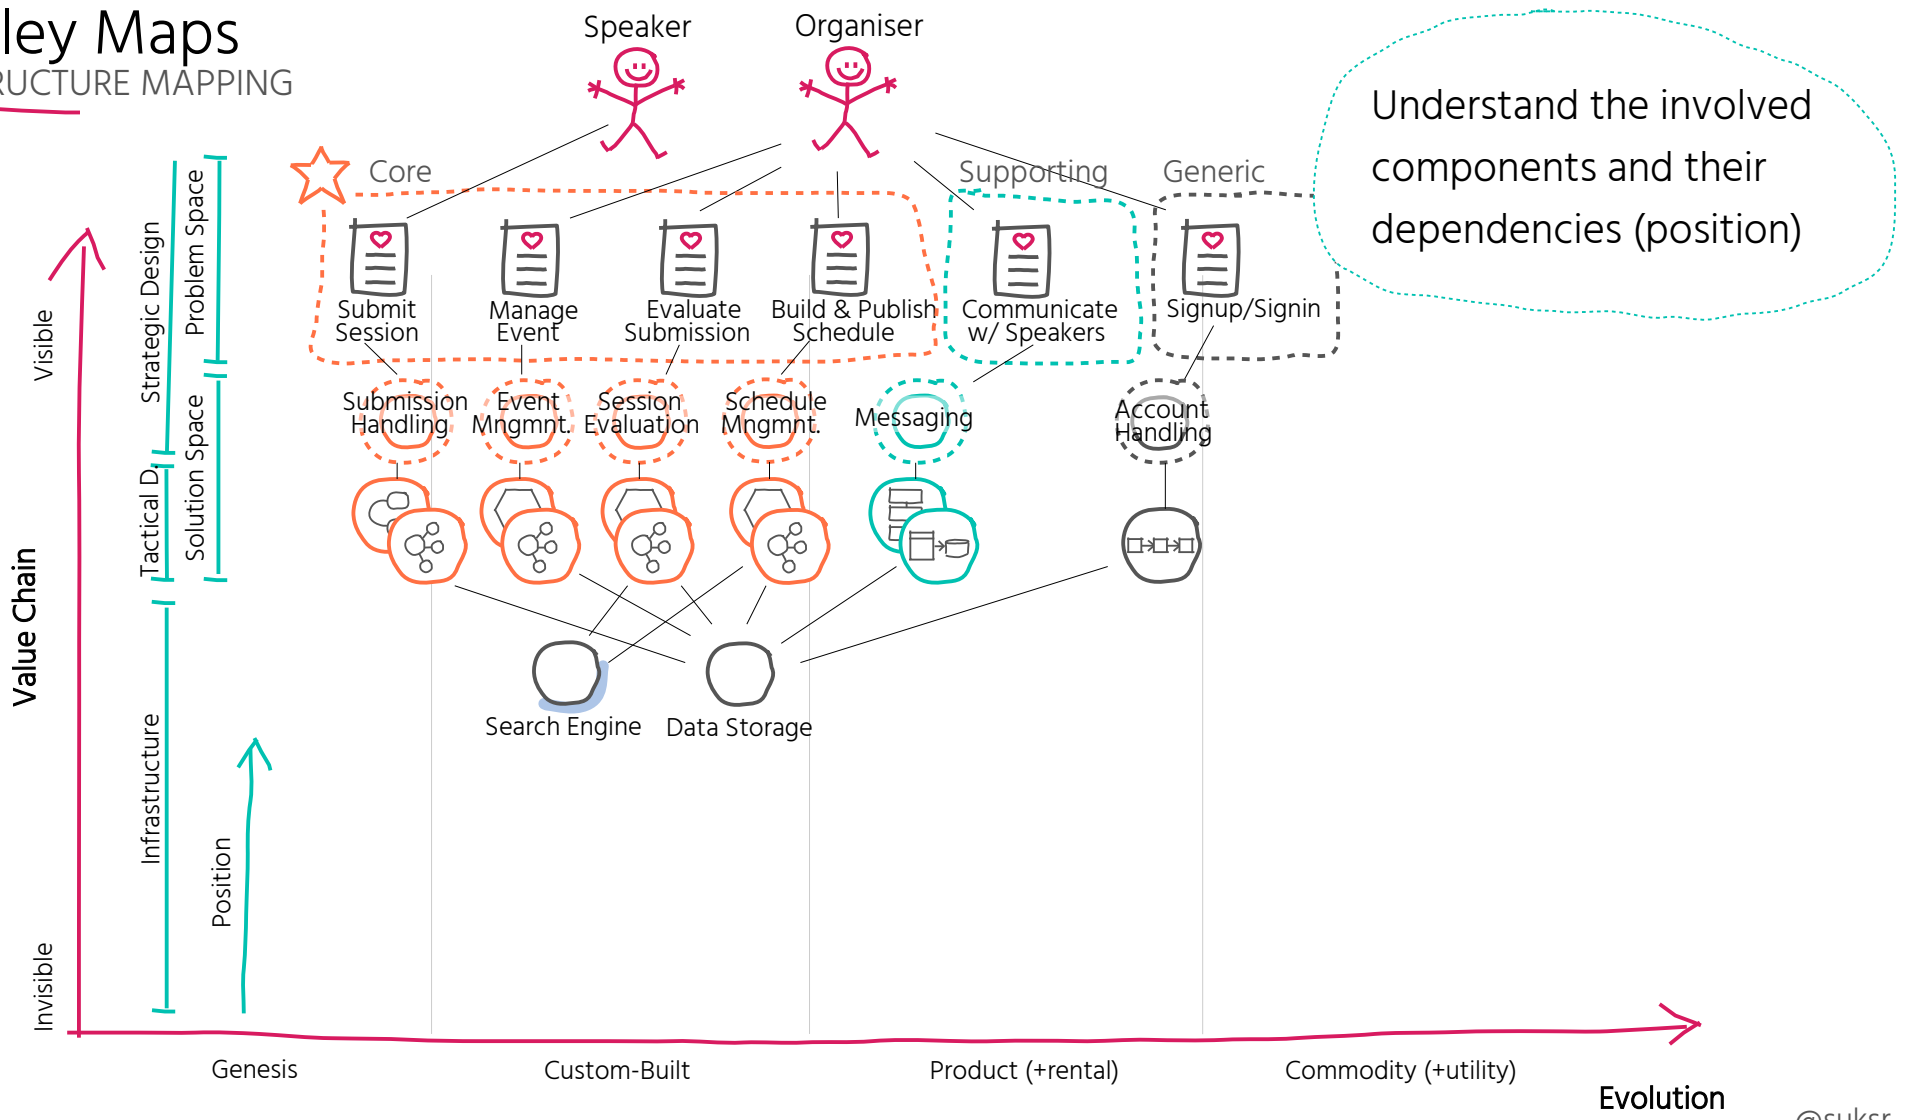 ley Maps
RUCTURE MAPPING
Speaker
Organiser
Understand the involved
components and their
dependencies (position)
Core
Supporting
Generic
Submit
Session
Manage
Event
Evaluate
Submission
Build & Publish
Schedule
Communicate
w/ Speakers
Signup/Signin
Submission
Handling
Event
Mngmnt.
Session
Evaluation
Schedule
Mngmnt.
Messaging
Account
Handling
Search Engine
Data Storage
Value Chain
Visible
Invisible
Strategic Design
Tactical D.
Problem Space
Solution Space
Infrastructure
Position
Genesis
Custom-Built
Product (+rental)
Commodity (+utility)
Evolution
@suksr